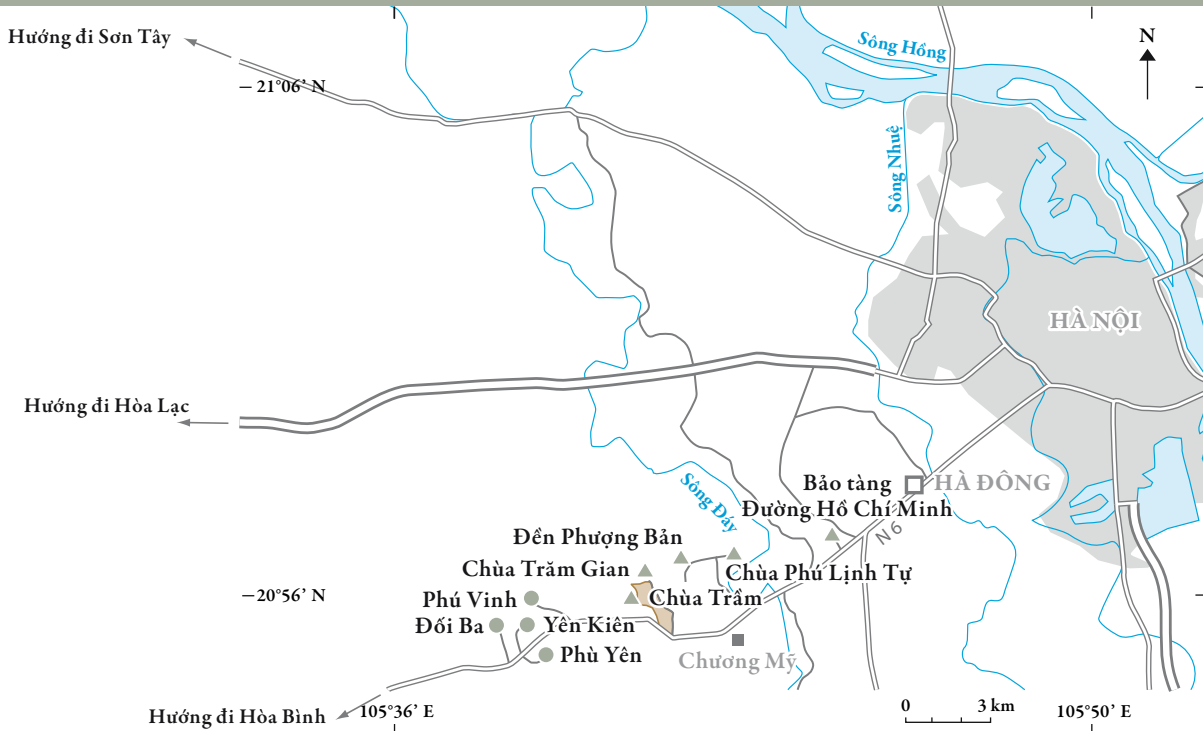 Hướng đi Sơn Tây
Sông Hồng
N
21°06’ N
Sông Nhuệ
HÀ NỘI
Hướng đi Hòa Lạc
Bảo tàng
Đường Hồ Chí Minh
HÀ ĐÔNG
Sông Đáy
N6
Đền Phượng Bản
Chùa Trăm Gian
Chùa Phú Lịnh Tự
20°56’ N
Phú Vinh
Chùa Trầm
Đối Ba
Yên Kiên
Phù Yên
Chương Mỹ
Hướng đi Hòa Bình
105°36’ E
0
3 km
105°50’ E